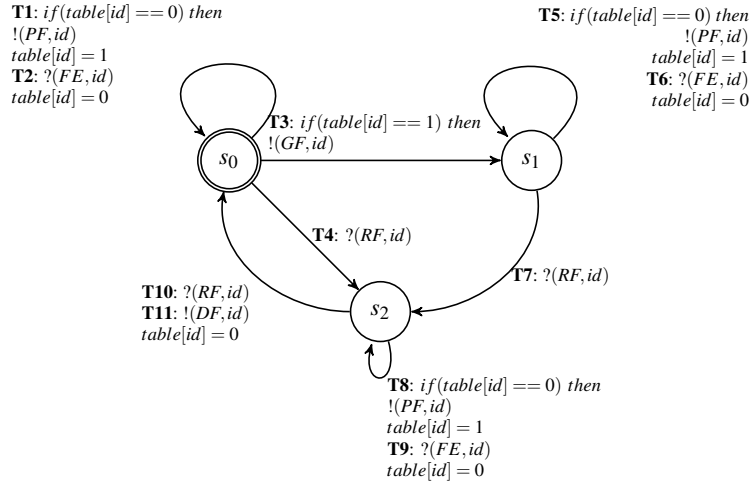 T1: if(table[id] == 0) then
!(PF,id)
table[id] = 1
T2: ?(FE,id)
table[id] = 0
T5: if(table[id] == 0) then
!(PF,id)
table[id] = 1
T6: ?(FE,id)
table[id] = 0
T3: if(table[id] == 1) then
!(GF,id)
s0
s1
T4: ?(RF,id)
T7: ?(RF,id)
T10: ?(RF,id)
T11: !(DF,id)
table[id] = 0
s2
T8: if(table[id] == 0) then
!(PF,id)
table[id] = 1
T9: ?(FE,id)
table[id] = 0